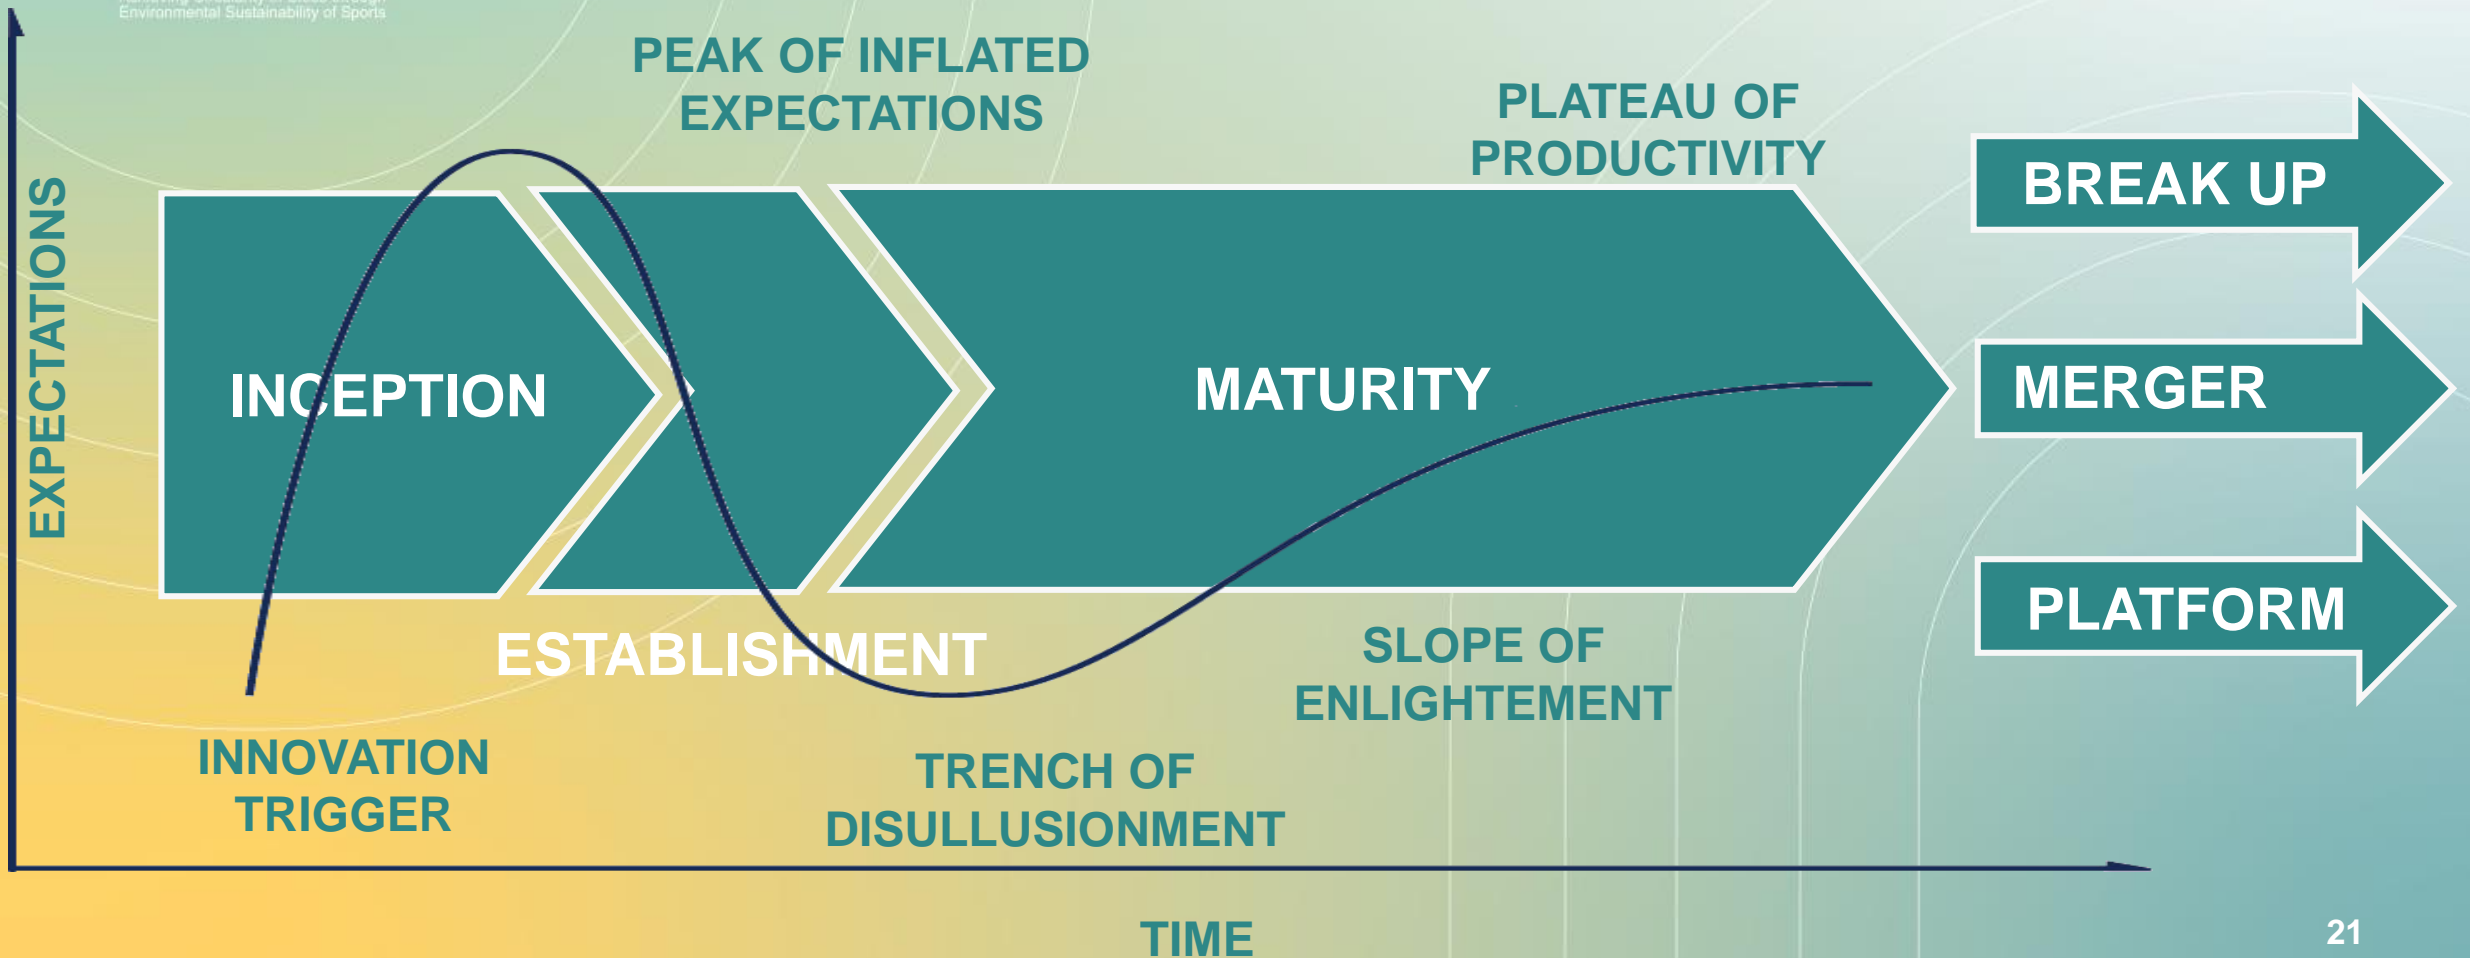 Environmental Sustainability of Sports
PEAK OF INFLATED
EXPECTATIONS
PLATEAU OF
PRODUCTIVITY
BREAK UP
EXPECTATIONS
INCEPTION
MATURITY
MERGER
ESTABLISHMENT
SLOPE OF
ENLIGHTEMENT
PLATFORM
INNOVATION
TRIGGER
TRENCH OF
DISULLUSIONMENT
TIME
21